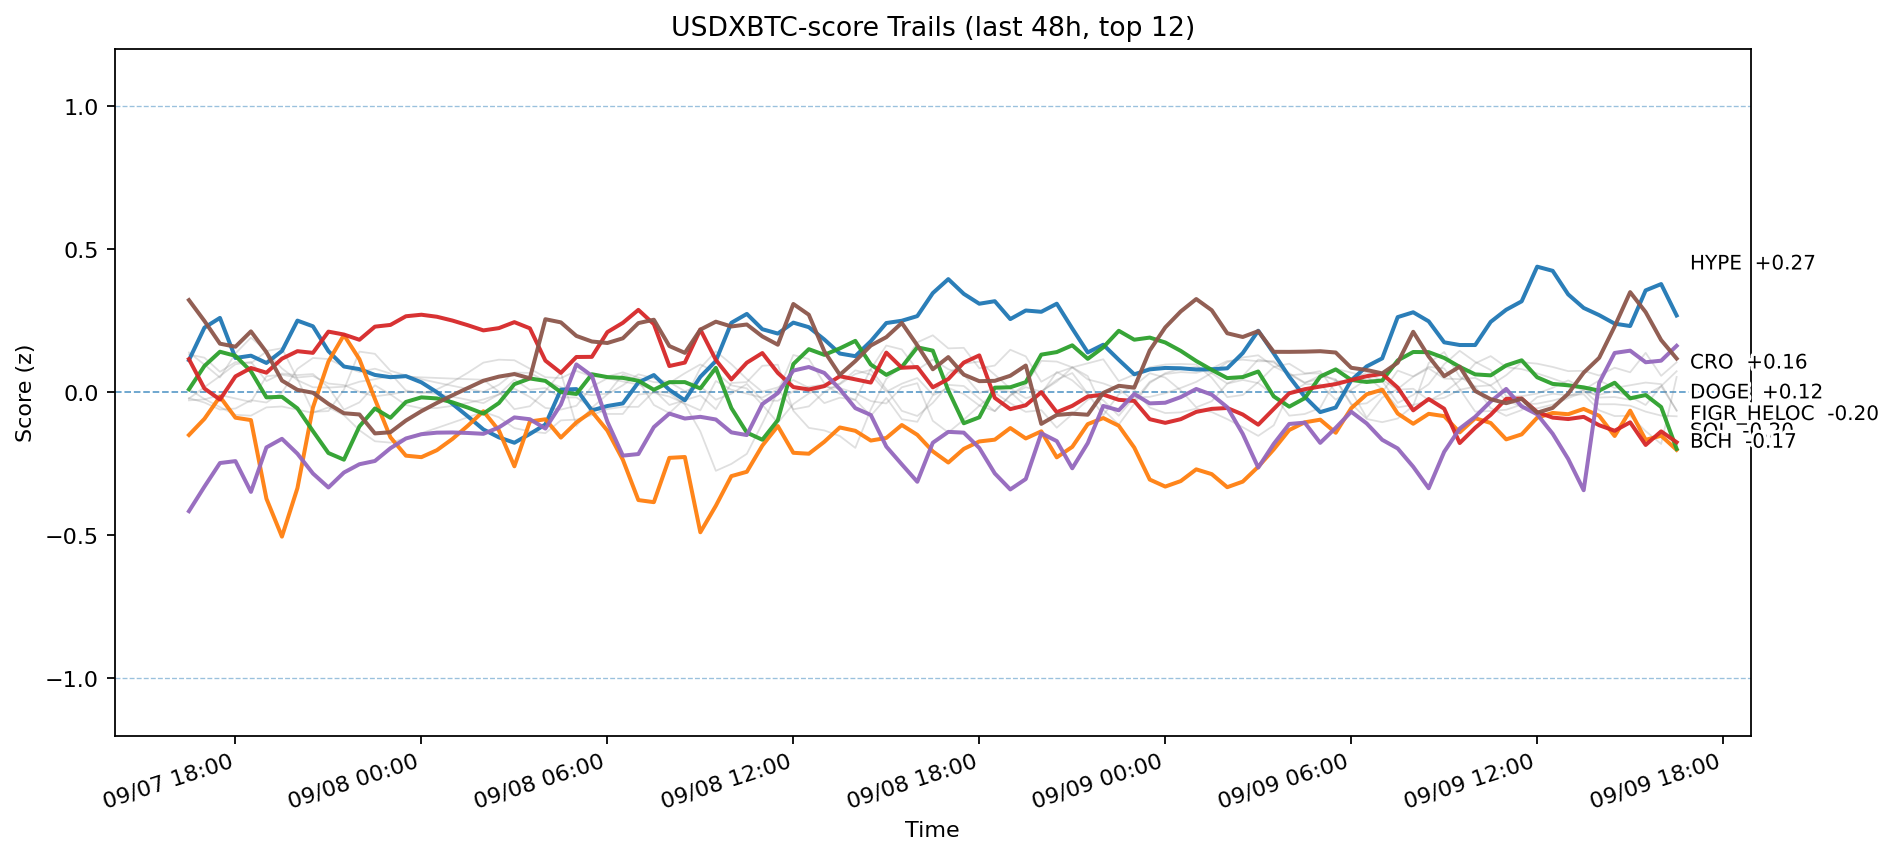 USDXBTC-score Trails (last 48h, top 12)
Score (z)
1.0
0.5
0.0
−0.5
−1.0
HYPE +0.27
CRO +0.16
DOGE +0.12
FIGR_HELOC -0.20
SOL -0.20
BCH -0.17
09/07 18:00
09/08 00:00
09/08 06:00
09/08 12:00
09/08 18:00
09/09 00:00
09/09 06:00
09/09 12:00
09/09 18:00
Time